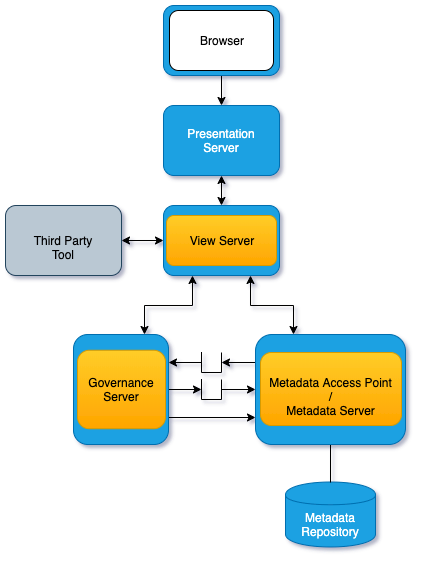 Browser
Presentation
Server
View Server
Third Party
Tool
Governance
Server
Metadata Access Point
/
Metadata Server
Metadata
Repository